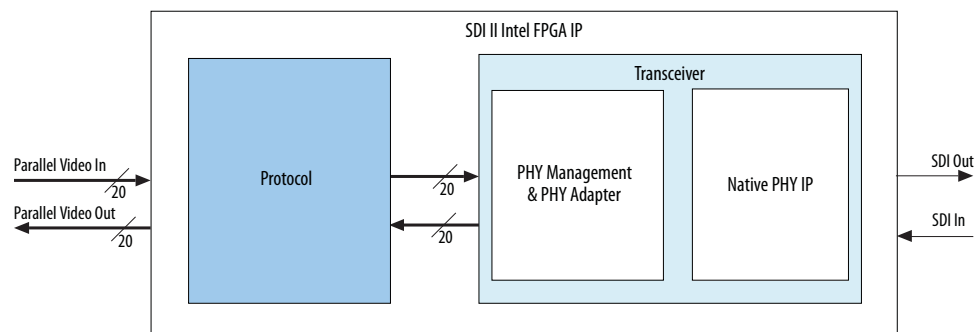 SDI II Intel FPGA IP
Transceiver
Parallel Video In
20
Parallel Video Out
20
Protocol
20
20
PHY Management
& PHY Adapter
Native PHY IP
SDI Out
SDI In